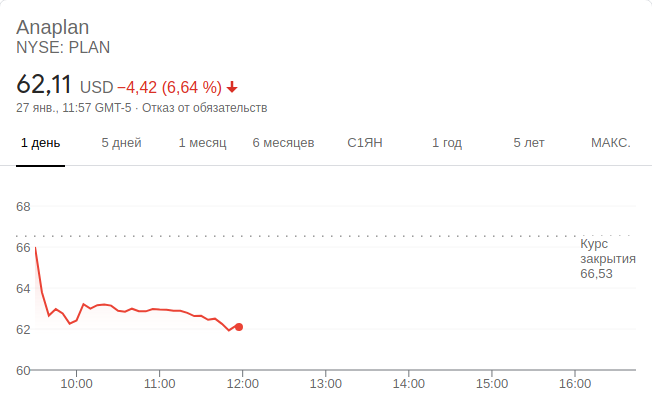 Anaplan
NYSE: PLAN
62,11 USD −4,42 (6,64 %)
27 янв., 11:57 GMT-5 · Отказ от обязательств
1 день 5 дней 1 месяц 6 месяцев С1ЯН 1 год 5 лет МАКС.
68
66
Курс
закрытия
66,53
64
62
60
10:00 11:00 12:00 13:00 14:00 15:00 16:00